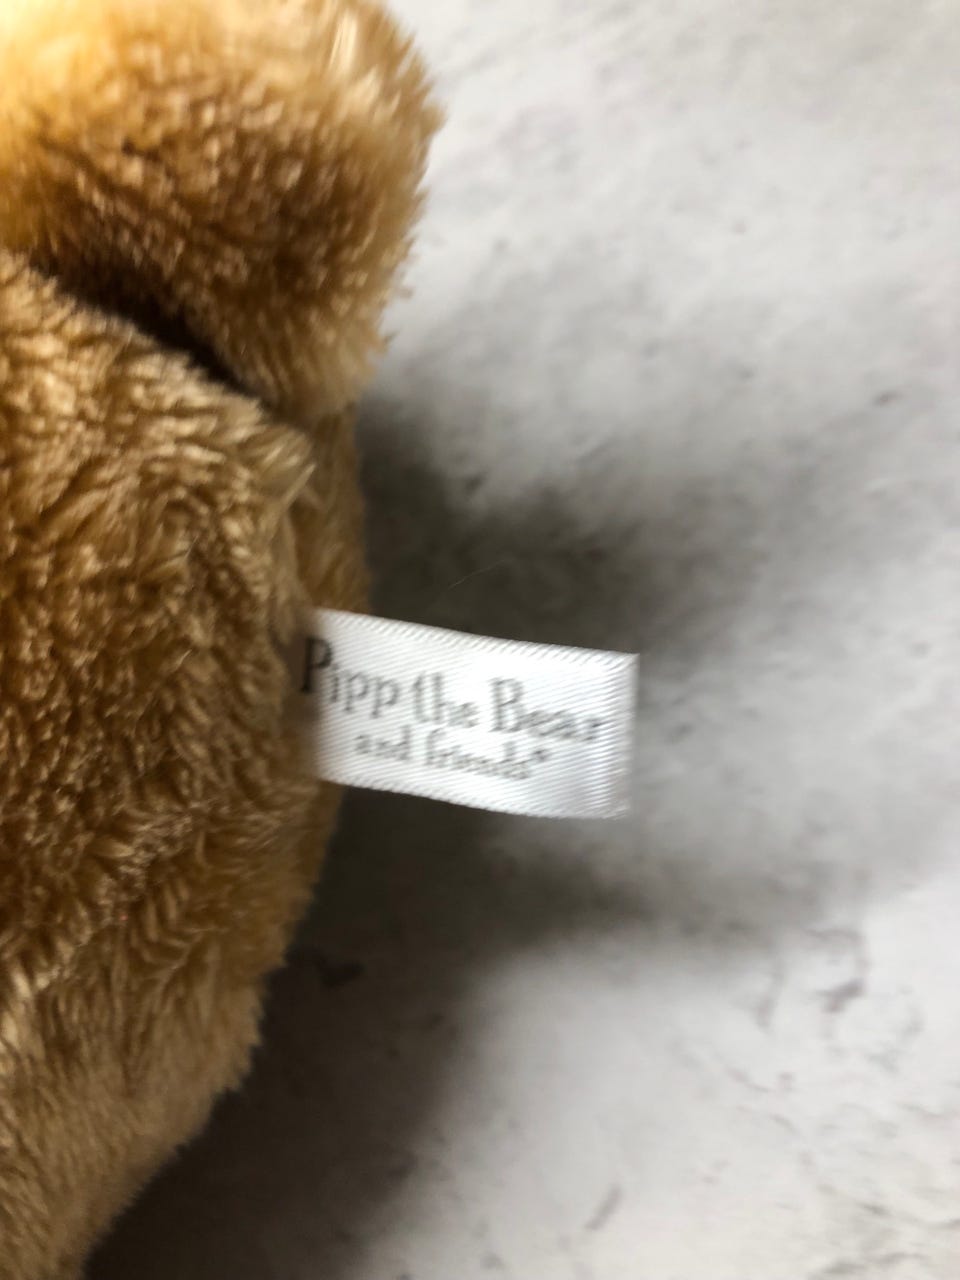 Pipp the Bear
and friends®